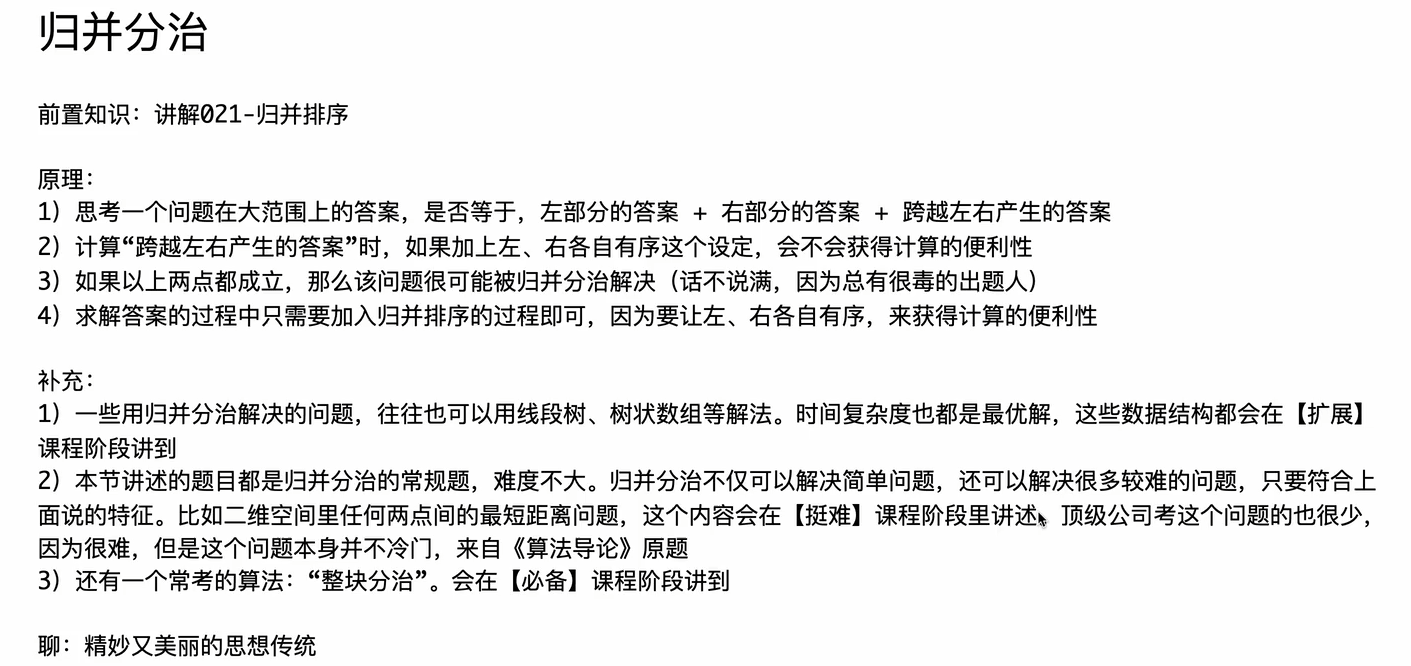 归并分治
前置知识：讲解021-归并排序
原理：
1）思考一个问题在大范围上的答案，是否等于，左部分的答案 + 右部分的答案 + 跨越左右产生的答案
2）计算“跨越左右产生的答案”时，如果加上左、右各自有序这个设定，会不会获得计算的便利性
3）如果以上两点都成立，那么该问题很可能被归并分治解决（话不说满，因为总有很毒的出题人）
4）求解答案的过程中只需要加入归并排序的过程即可，因为要让左、右各自有序，来获得计算的便利性
补充：
1）一些用归并分治解决的问题，往往也可以用线段树、树状数组等解法。时间复杂度也都是最优解，这些数据结构都会在【扩展】
课程阶段讲到
2）本节讲述的题目都是归并分治的常规题，难度不大。归并分治不仅可以解决简单问题，还可以解决很多较难的问题，只要符合上
面说的特征。比如二维空间里任何两点间的最短距离问题，这个内容会在【挺难】课程阶段里讲述。顶级公司考这个问题的也很少，
因为很难，但是这个问题本身并不冷门，来自《算法导论》原题
3）还有一个常考的算法：“整块分治”。会在【必备】课程阶段讲到
聊：精妙又美丽的思想传统